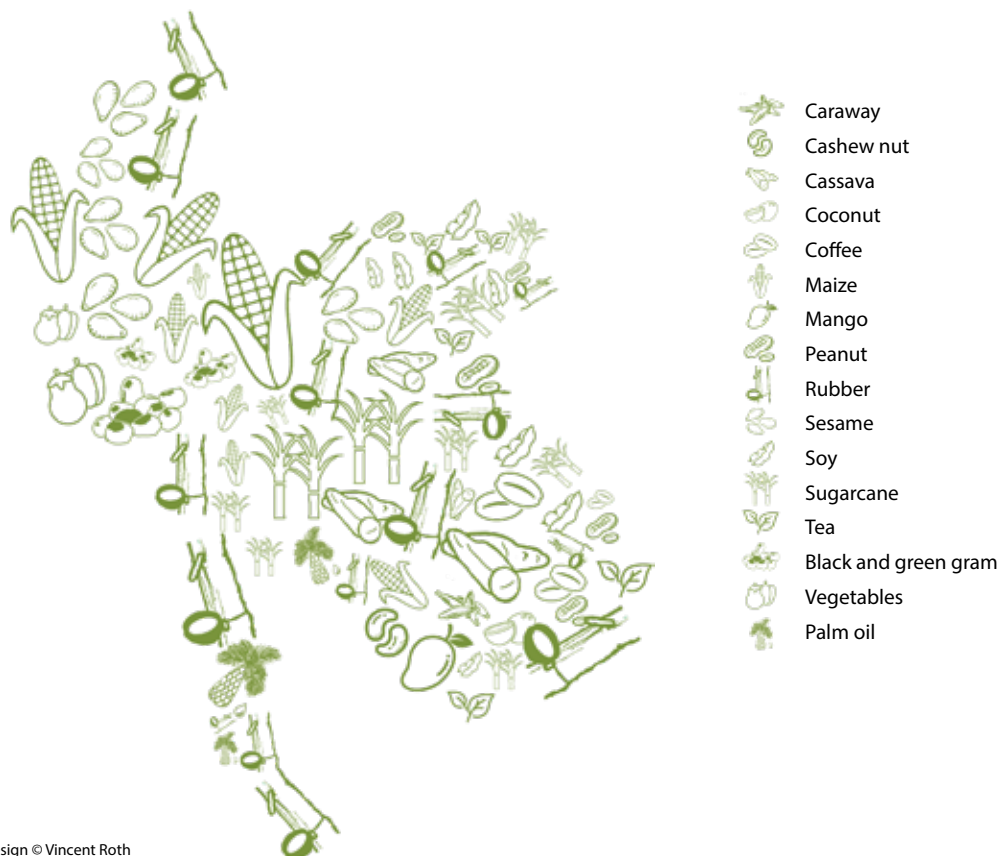 Caraway
Cashew nut
Cassava
Coconut
Coffee
Maize
Mango
Peanut
Rubber
Sesame
Soy
Sugarcane
Tea
Black and green gram
Vegetables
Palm oil
sign © Vincent Roth